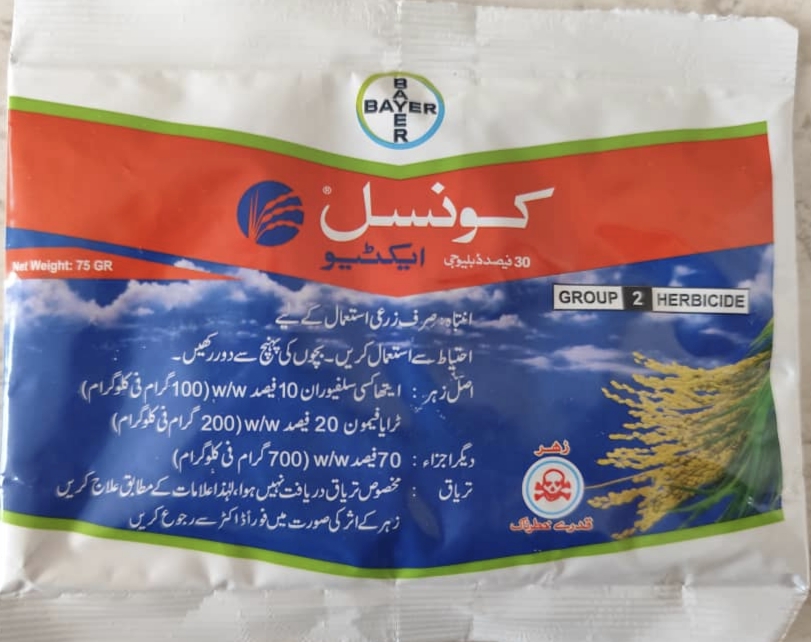 BAYER
BAYER
کونسل®
ایکٹیو
30 فیصد ڈبلیو جی
Net Weight: 75 GR
GROUP 2 HERBICIDE
انتباہ: صرف زرعی استعمال کے لیے
احتیاط سے استعمال کریں۔ بچوں کی پہنچ سے دور رکھیں۔
اصل زہر : ایتھاکسی سلفیوران 10 فیصد w/w (100 گرام فی کلوگرام)
ٹرایافیمون 20 فیصد w/w (200 گرام فی کلوگرام)
دیگر اجزاء : 70 فیصد w/w (700 گرام فی کلوگرام)
تریاق : مخصوص تریاق دریافت نہیں ہوا، لہٰذا علامات کے مطابق علاج کریں
زہر کے اثر کی صورت میں فوراً ڈاکٹر سے رجوع کریں
زهر
قدرے خطرناک